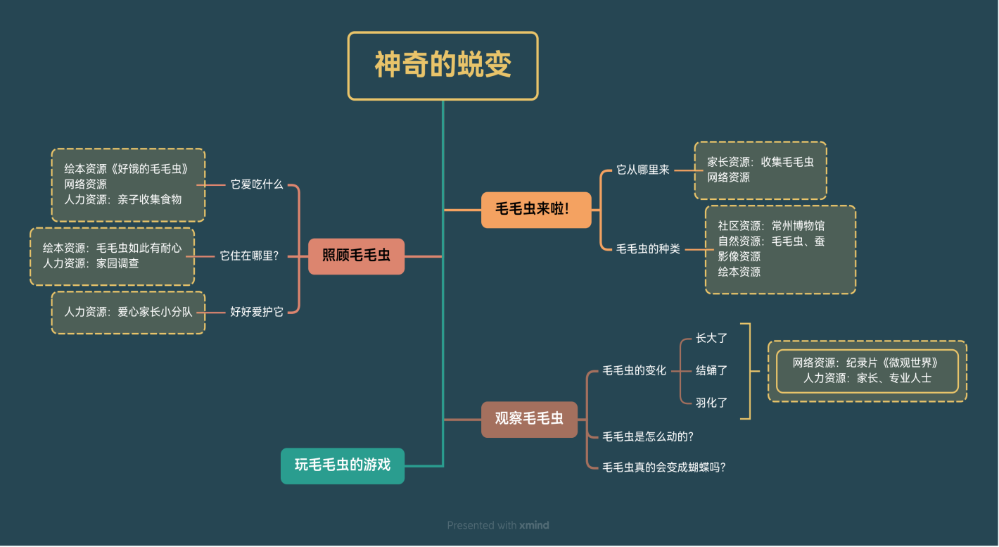 神奇的蜕变
毛毛虫来啦！
它从哪里来
家长资源：收集毛毛虫
网络资源
毛毛虫的种类
社区资源：常州博物馆
自然资源：毛毛虫、蚕
影像资源
绘本资源
照顾毛毛虫
它爱吃什么
绘本资源《好饿的毛毛虫》
网络资源
人力资源：亲子收集食物
它住在哪里？
绘本资源：毛毛虫如此有耐心
人力资源：家园调查
好好爱护它
人力资源：爱心家长小分队
观察毛毛虫
毛毛虫的变化
长大了
结蛹了
羽化了
网络资源：纪录片《微观世界》
人力资源：家长、专业人士
毛毛虫是怎么动的？
毛毛虫真的会变成蝴蝶吗？
玩毛毛虫的游戏
Presented with xmind